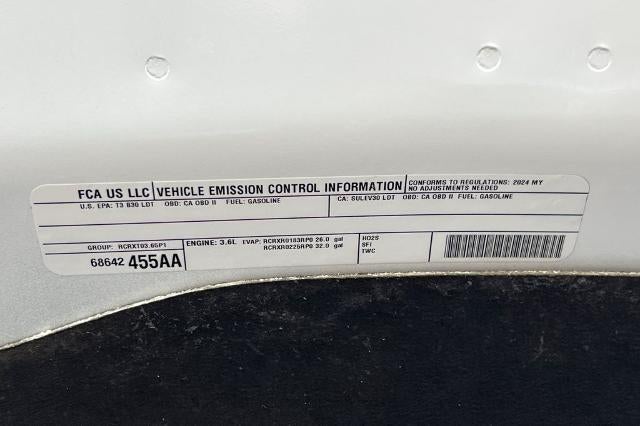 FCA US LLC VEHICLE EMISSION CONTROL INFORMATION CONFORMS TO REGULATIONS: 2024 MY
NO ADJUSTMENTS NEEDED
U.S. EPA: T3 B30 LDT OBD: CA OBD II FUEL: GASOLINE CA: SULEV30 LDT OBD: CA OBD II FUEL: GASOLINE
GROUP: RCRXT03.65P1 ENGINE: 3.6L EVAP: RCRXR0183RP0 26.0 gal HO2S
RCRXR0225RP0 32.0 gal SFI
68642 455AA TWC